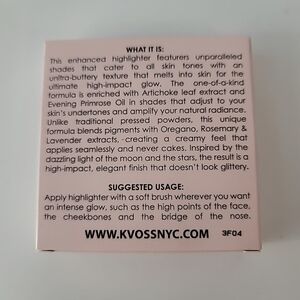 WHAT IT IS:
This enhanced highlighter featurers unparalleled
shades that cater to all skin tones with an
unltra-buttery texture that melts into skin for the
ultimate high-impact glow. The one-of-a-kind
formula is enriched with Artichoke leaf extract and
Evening Primrose Oil in shades that adjust to your
skin's undertones and amplify your natural radiance.
Unlike traditional pressed powders, this unique
formula blends pigments with Oregano, Rosemary &
Lavender extracts, creating a creamy feel that
applies seamlessly and never cakes. Inspired by the
dazzling light of the moon and the stars, the result is a
high-impact, elegant finish that doesn't look glittery.
SUGGESTED USAGE:
Apply highlighter with a soft brush wherever you want
an intense glow, such as the high points of the face,
the cheekbones and the bridge of the nose.
WWW.KVOSSNYC.COM 3F04